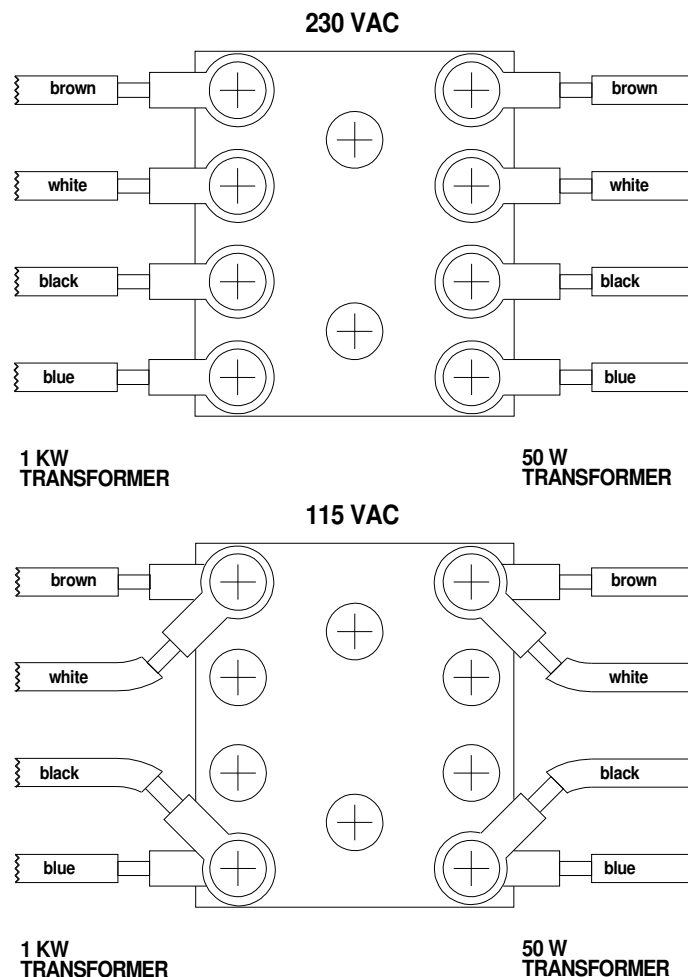 230 VAC
brown brown
white white
black black
blue blue
1 KW 50 W
TRANSFORMER TRANSFORMER
115 VAC
brown brown
white white
black black
blue blue
1 KW 50 W
TRANSFORMER TRANSFORMER